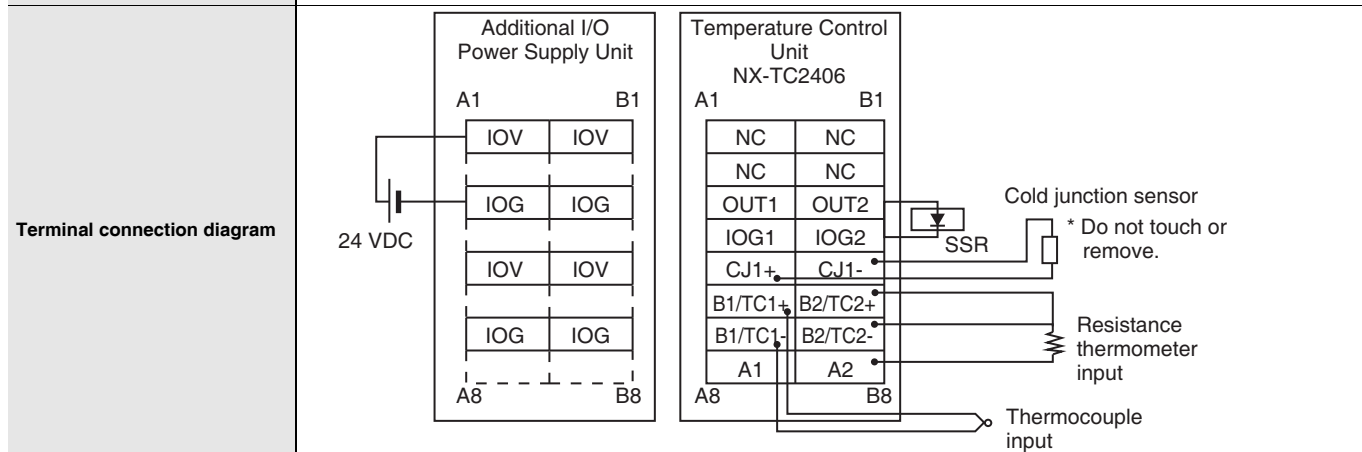 Terminal connection diagram
Additional I/O
Power Supply Unit
A1 B1
IOV IOV
IOG IOG
IOV IOV
IOG IOG
A8 B8
24 VDC
Temperature Control
Unit
NX-TC2406
A1 B1
NC NC
NC NC
OUT1 OUT2
IOG1 IOG2
CJ1+ CJ1-
B1/TC1+ B2/TC2+
B1/TC1- B2/TC2-
A1 A2
A8 B8
SSR
Cold junction sensor
* Do not touch or
remove.
Resistance
thermometer
input
Thermocouple
input